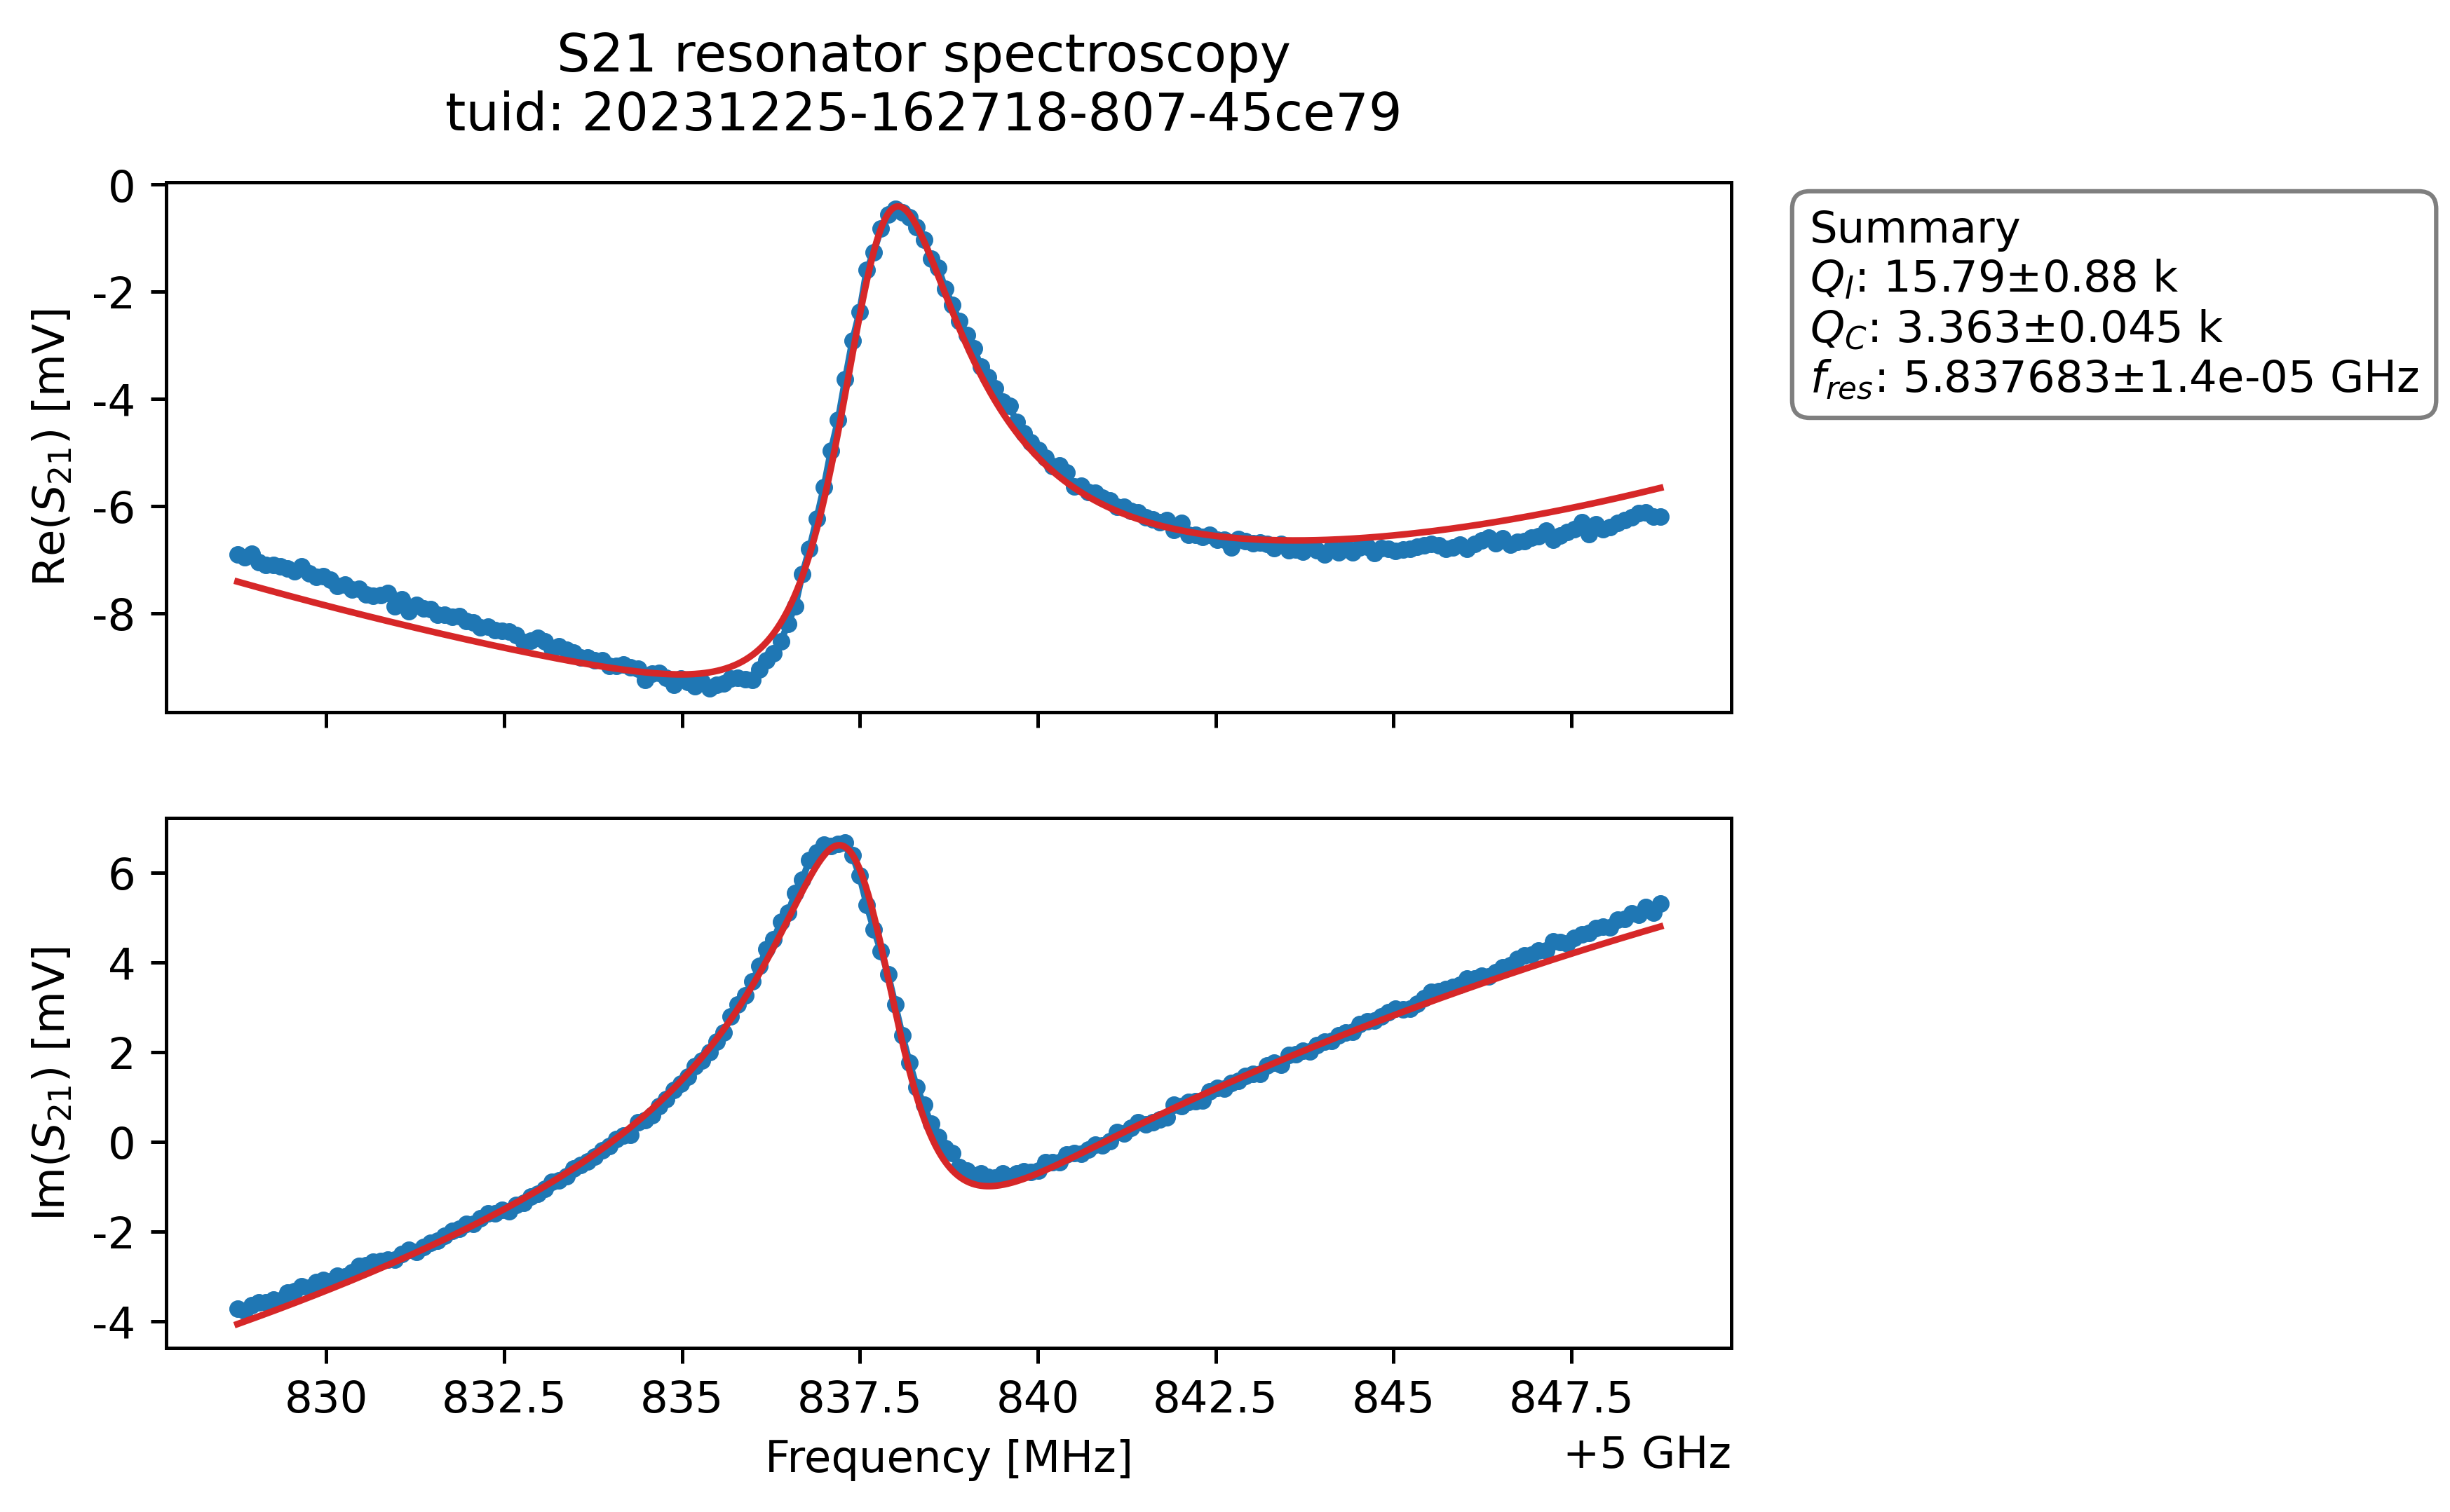 S21 resonator spectroscopy
tuid: 20231225-162718-807-45ce79
0
-2
-4
-6
-8
Re(S21) [mV]
Summary
QI: 15.79±0.88 k
QC: 3.363±0.045 k
fres: 5.837683±1.4e-05 GHz
6
4
2
0
-2
-4
Im(S21) [mV]
830 832.5 835 837.5 840 842.5 845 847.5
Frequency [MHz]
+5 GHz